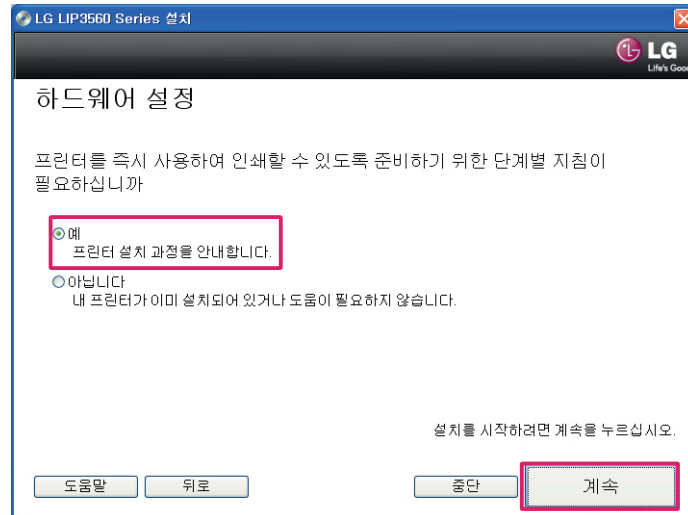 LG LIP3560 Series 설치
LG
Life's Good
하드웨어 설정
프린터를 즉시 사용하여 인쇄할 수 있도록 준비하기 위한 단계별 지침이
필요하십니까
예
프린터 설치 과정을 안내합니다.
아닙니다
내 프린터가 이미 설치되어 있거나 도움이 필요하지 않습니다.
설치를 시작하려면 계속을 누르십시오.
도움말 뒤로 중단 계속